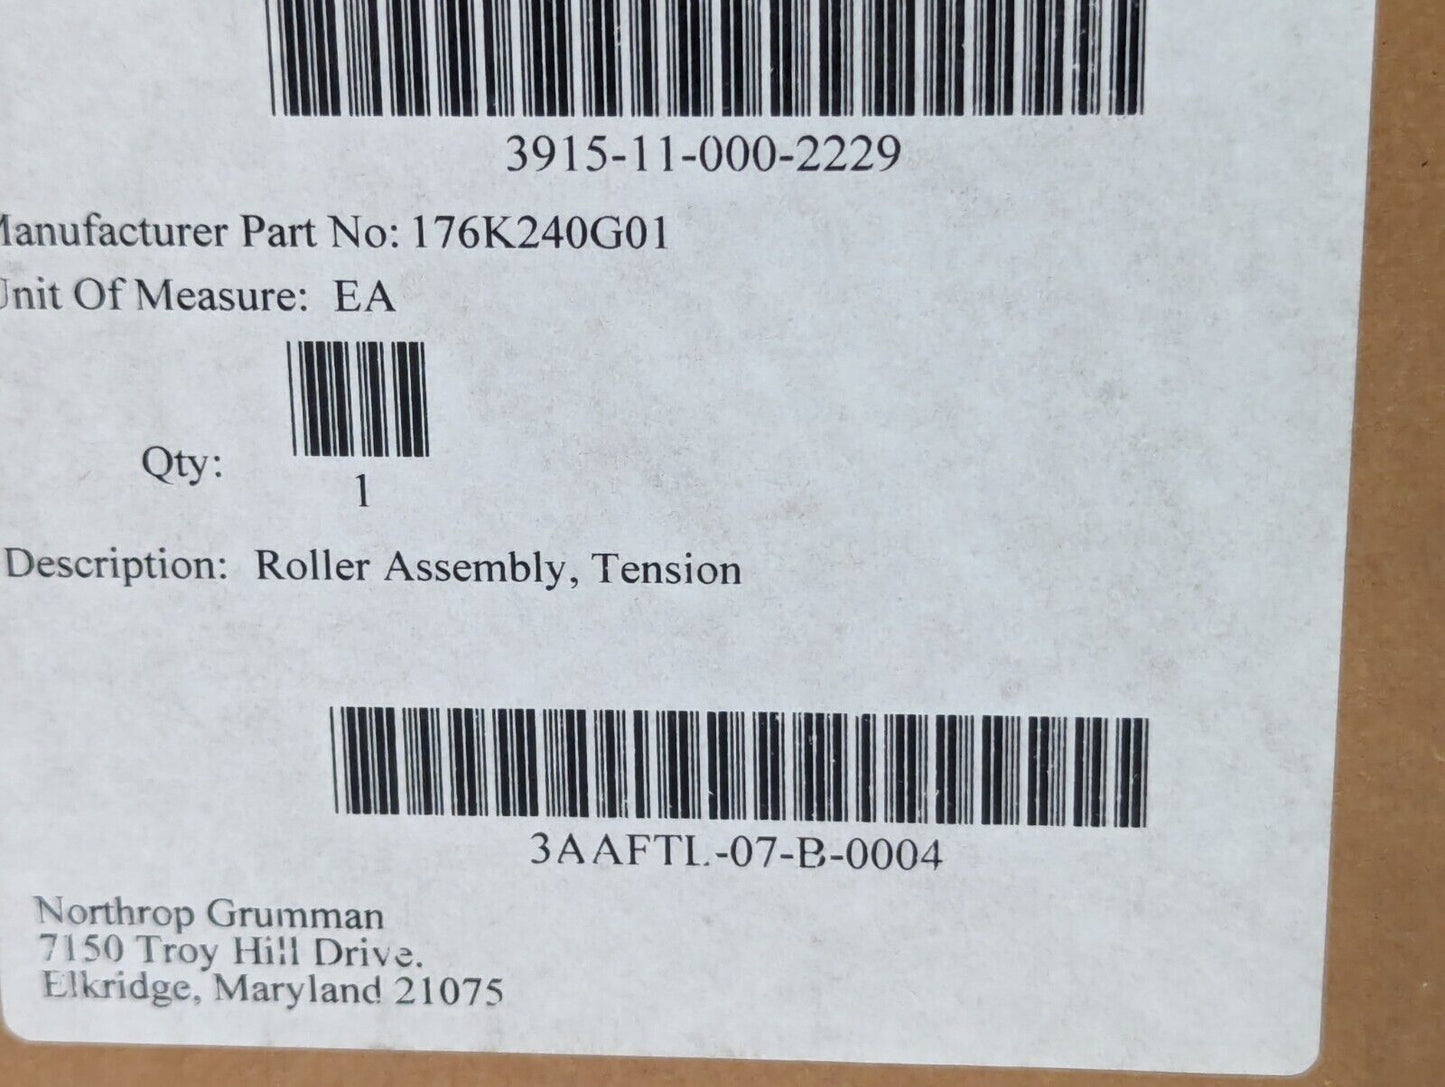 3915-11-000-2229
Manufacturer Part No: 176K240G01
Unit Of Measure: EA
Qty:
1
Description: Roller Assembly, Tension
3AAFTL-07-B-0004
Northrop Grumman
7150 Troy Hill Drive.
Elkridge, Maryland 21075